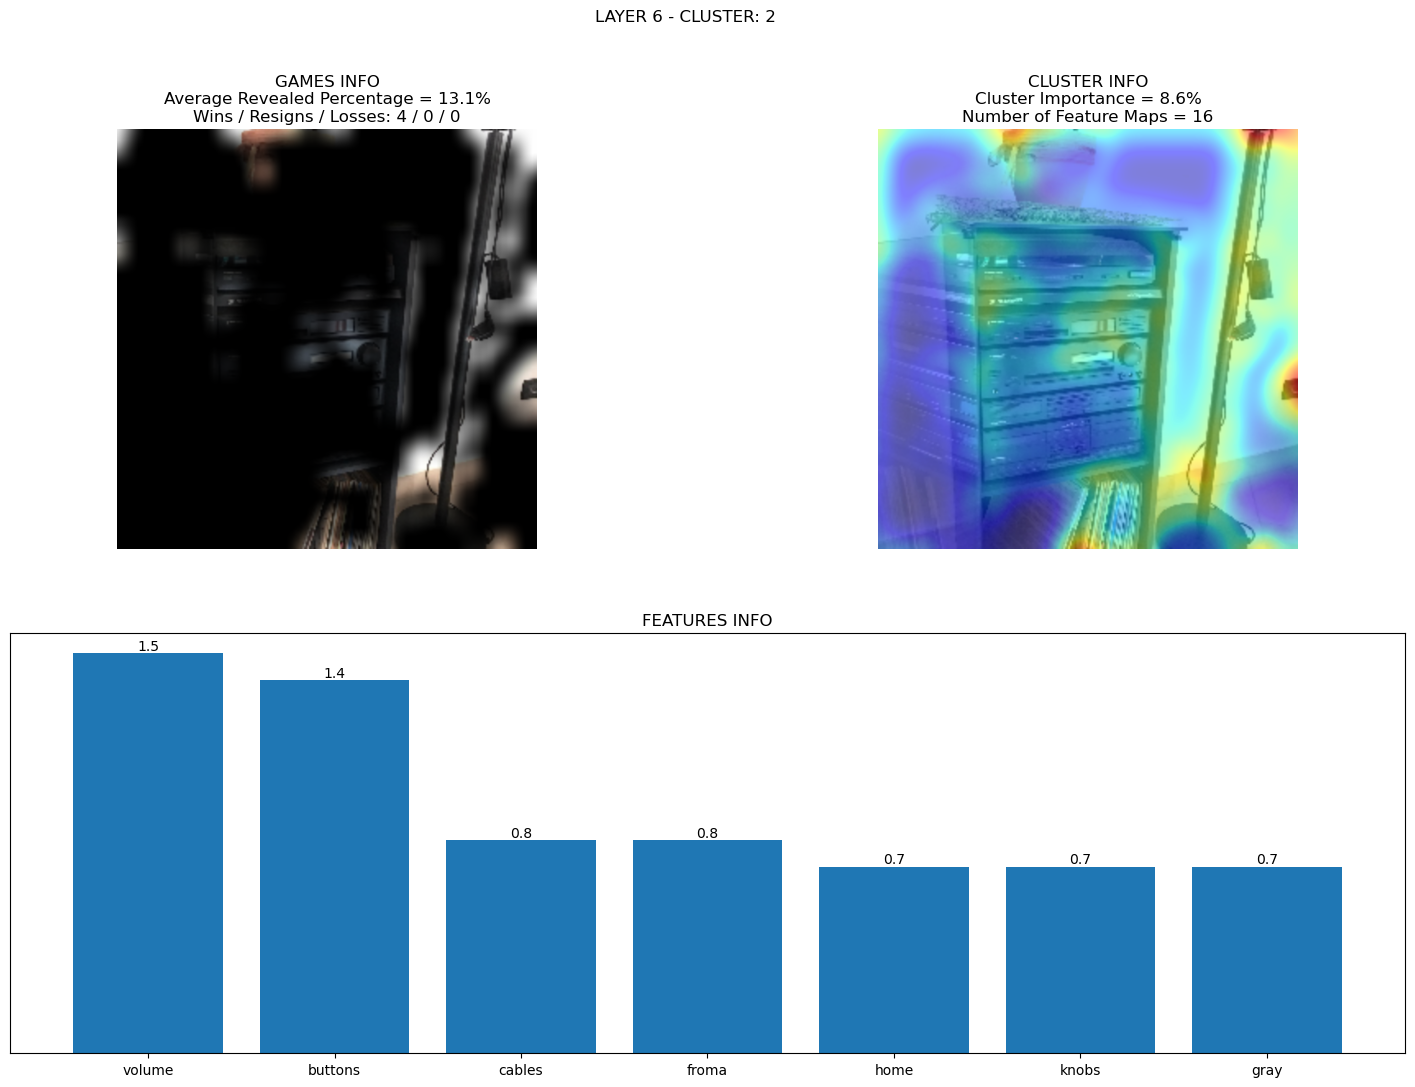 LAYER 6 - CLUSTER: 2
GAMES INFO
Average Revealed Percentage = 13.1%
Wins / Resigns / Losses: 4 / 0 / 0
CLUSTER INFO
Cluster Importance = 8.6%
Number of Feature Maps = 16
FEATURES INFO
1.5
1.4
0.8
0.8
0.7
0.7
0.7
volume
buttons
cables
froma
home
knobs
gray